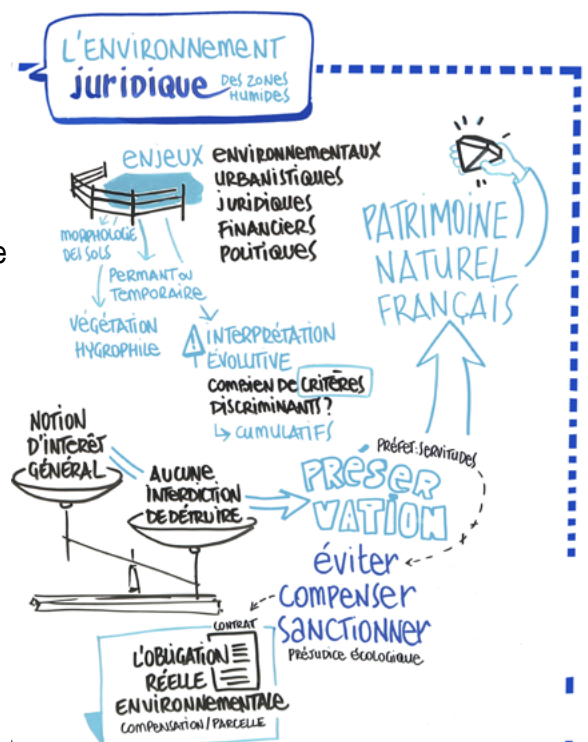 L'ENVIRONNEMENT
JURIDIQUE DES ZONES
HUMIDES
ENJEUX ENVIRONNEMENTAUX
URBANISTIQUES
JURIDIQUES
FINANCIERS
POLITIQUES
MORPHOLOGIE
DES SOLS
e
PERMANT OU
TEMPORAIRE
VÉGÉTATION
HYGROPHILE
INTERPRÉTATION
ÉVOLUTIVE
COMBIEN DE CRITÈRES
DISCRIMINANTS ?
↳ CUMULATIFS
PATRIMOINE
NATUREL
FRANÇAIS
NOTION
D'INTÉRÊT
GÉNÉRAL
AUCUNE
INTERDICTION
DE DÉTRUIRE
PRÉFET: SERVITUDES
PRÉSER
VATION
éviter
COMPENSER
SANCTIONNER
PRÉJUDICE ÉCOLOGIQUE
CONTRAT
L'OBLIGATION
RÉELLE
ENVIRONNEMENTALE
COMPENSATION/PARCELLE